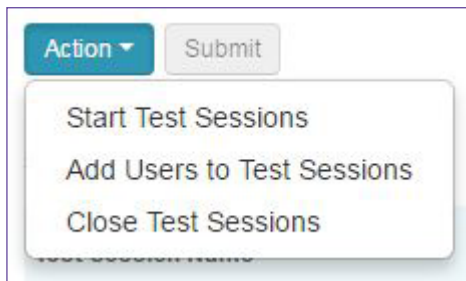 Action
Submit
Start Test Sessions
Add Users to Test Sessions
Close Test Sessions